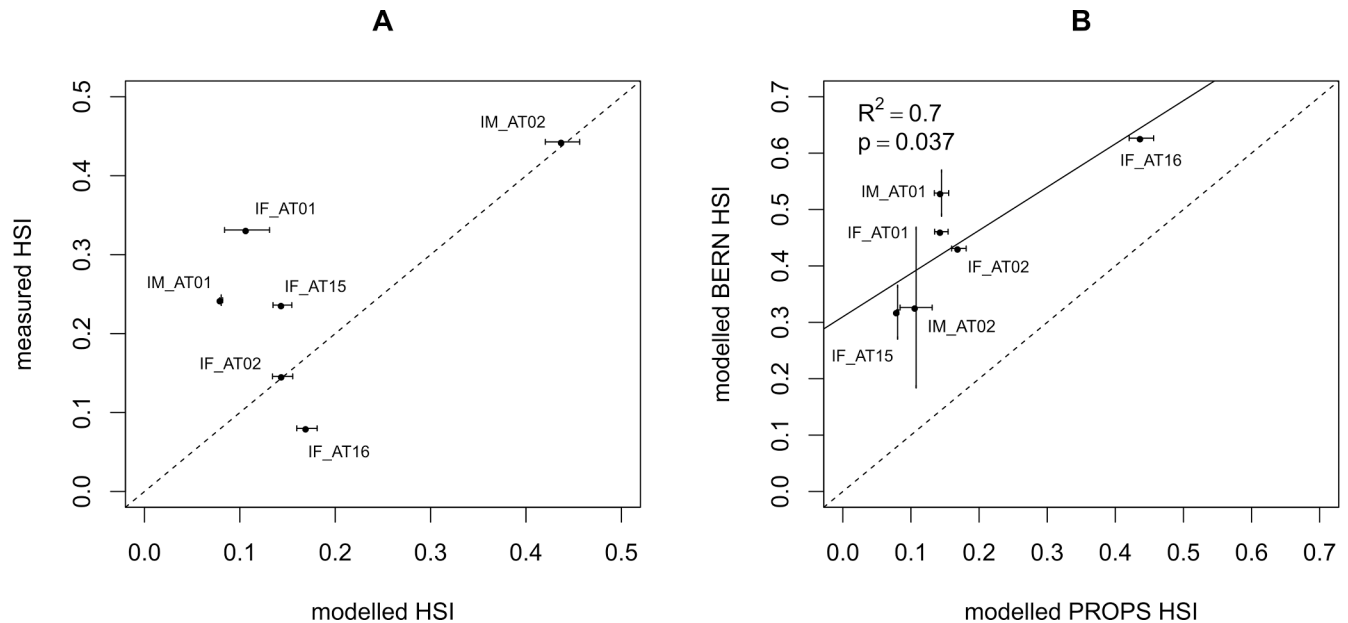 A
measured HSI
0.5
0.4
0.3
0.2
0.1
0.0
IM_AT02
IF_AT01
IM_AT01
IF_AT15
IF_AT02
IF_AT16
0.0 0.1 0.2 0.3 0.4 0.5
modelled HSI
B
modelled BERN HSI
0.7
0.6
0.5
0.4
0.3
0.2
0.1
0.0
R² = 0.7
p = 0.037
IF_AT16
IM_AT01
IF_AT01
IF_AT02
IM_AT02
IF_AT15
0.0 0.1 0.2 0.3 0.4 0.5 0.6 0.7
modelled PROPS HSI